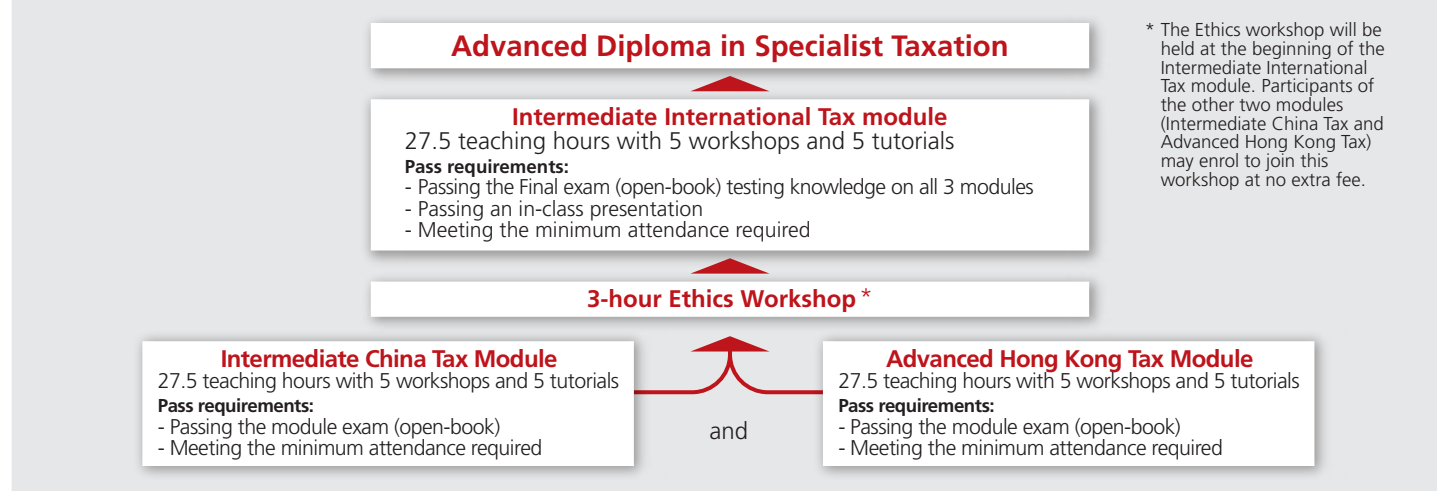 Advanced Diploma in Specialist Taxation
* The Ethics workshop will be
held at the beginning of the
Intermediate International
Tax module. Participants of
the other two modules
(Intermediate China Tax and
Advanced Hong Kong Tax)
may enrol to join this
workshop at no extra fee.
Intermediate International Tax module
27.5 teaching hours with 5 workshops and 5 tutorials
Pass requirements:
- Passing the Final exam (open-book) testing knowledge on all 3 modules
- Passing an in-class presentation
- Meeting the minimum attendance required
3-hour Ethics Workshop *
Intermediate China Tax Module
27.5 teaching hours with 5 workshops and 5 tutorials
Pass requirements:
- Passing the module exam (open-book)
- Meeting the minimum attendance required
and
Advanced Hong Kong Tax Module
27.5 teaching hours with 5 workshops and 5 tutorials
Pass requirements:
- Passing the module exam (open-book)
- Meeting the minimum attendance required